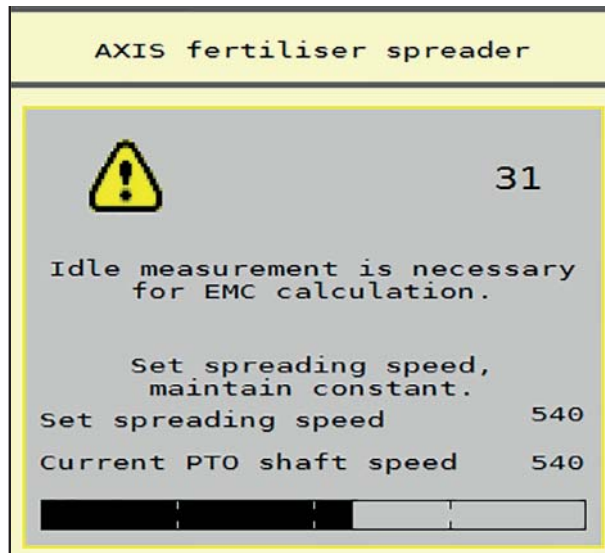 AXIS fertiliser spreader
31
Idle measurement is necessary
for EMC calculation.
Set spreading speed,
maintain constant.
Set spreading speed 540
Current PTO shaft speed 540